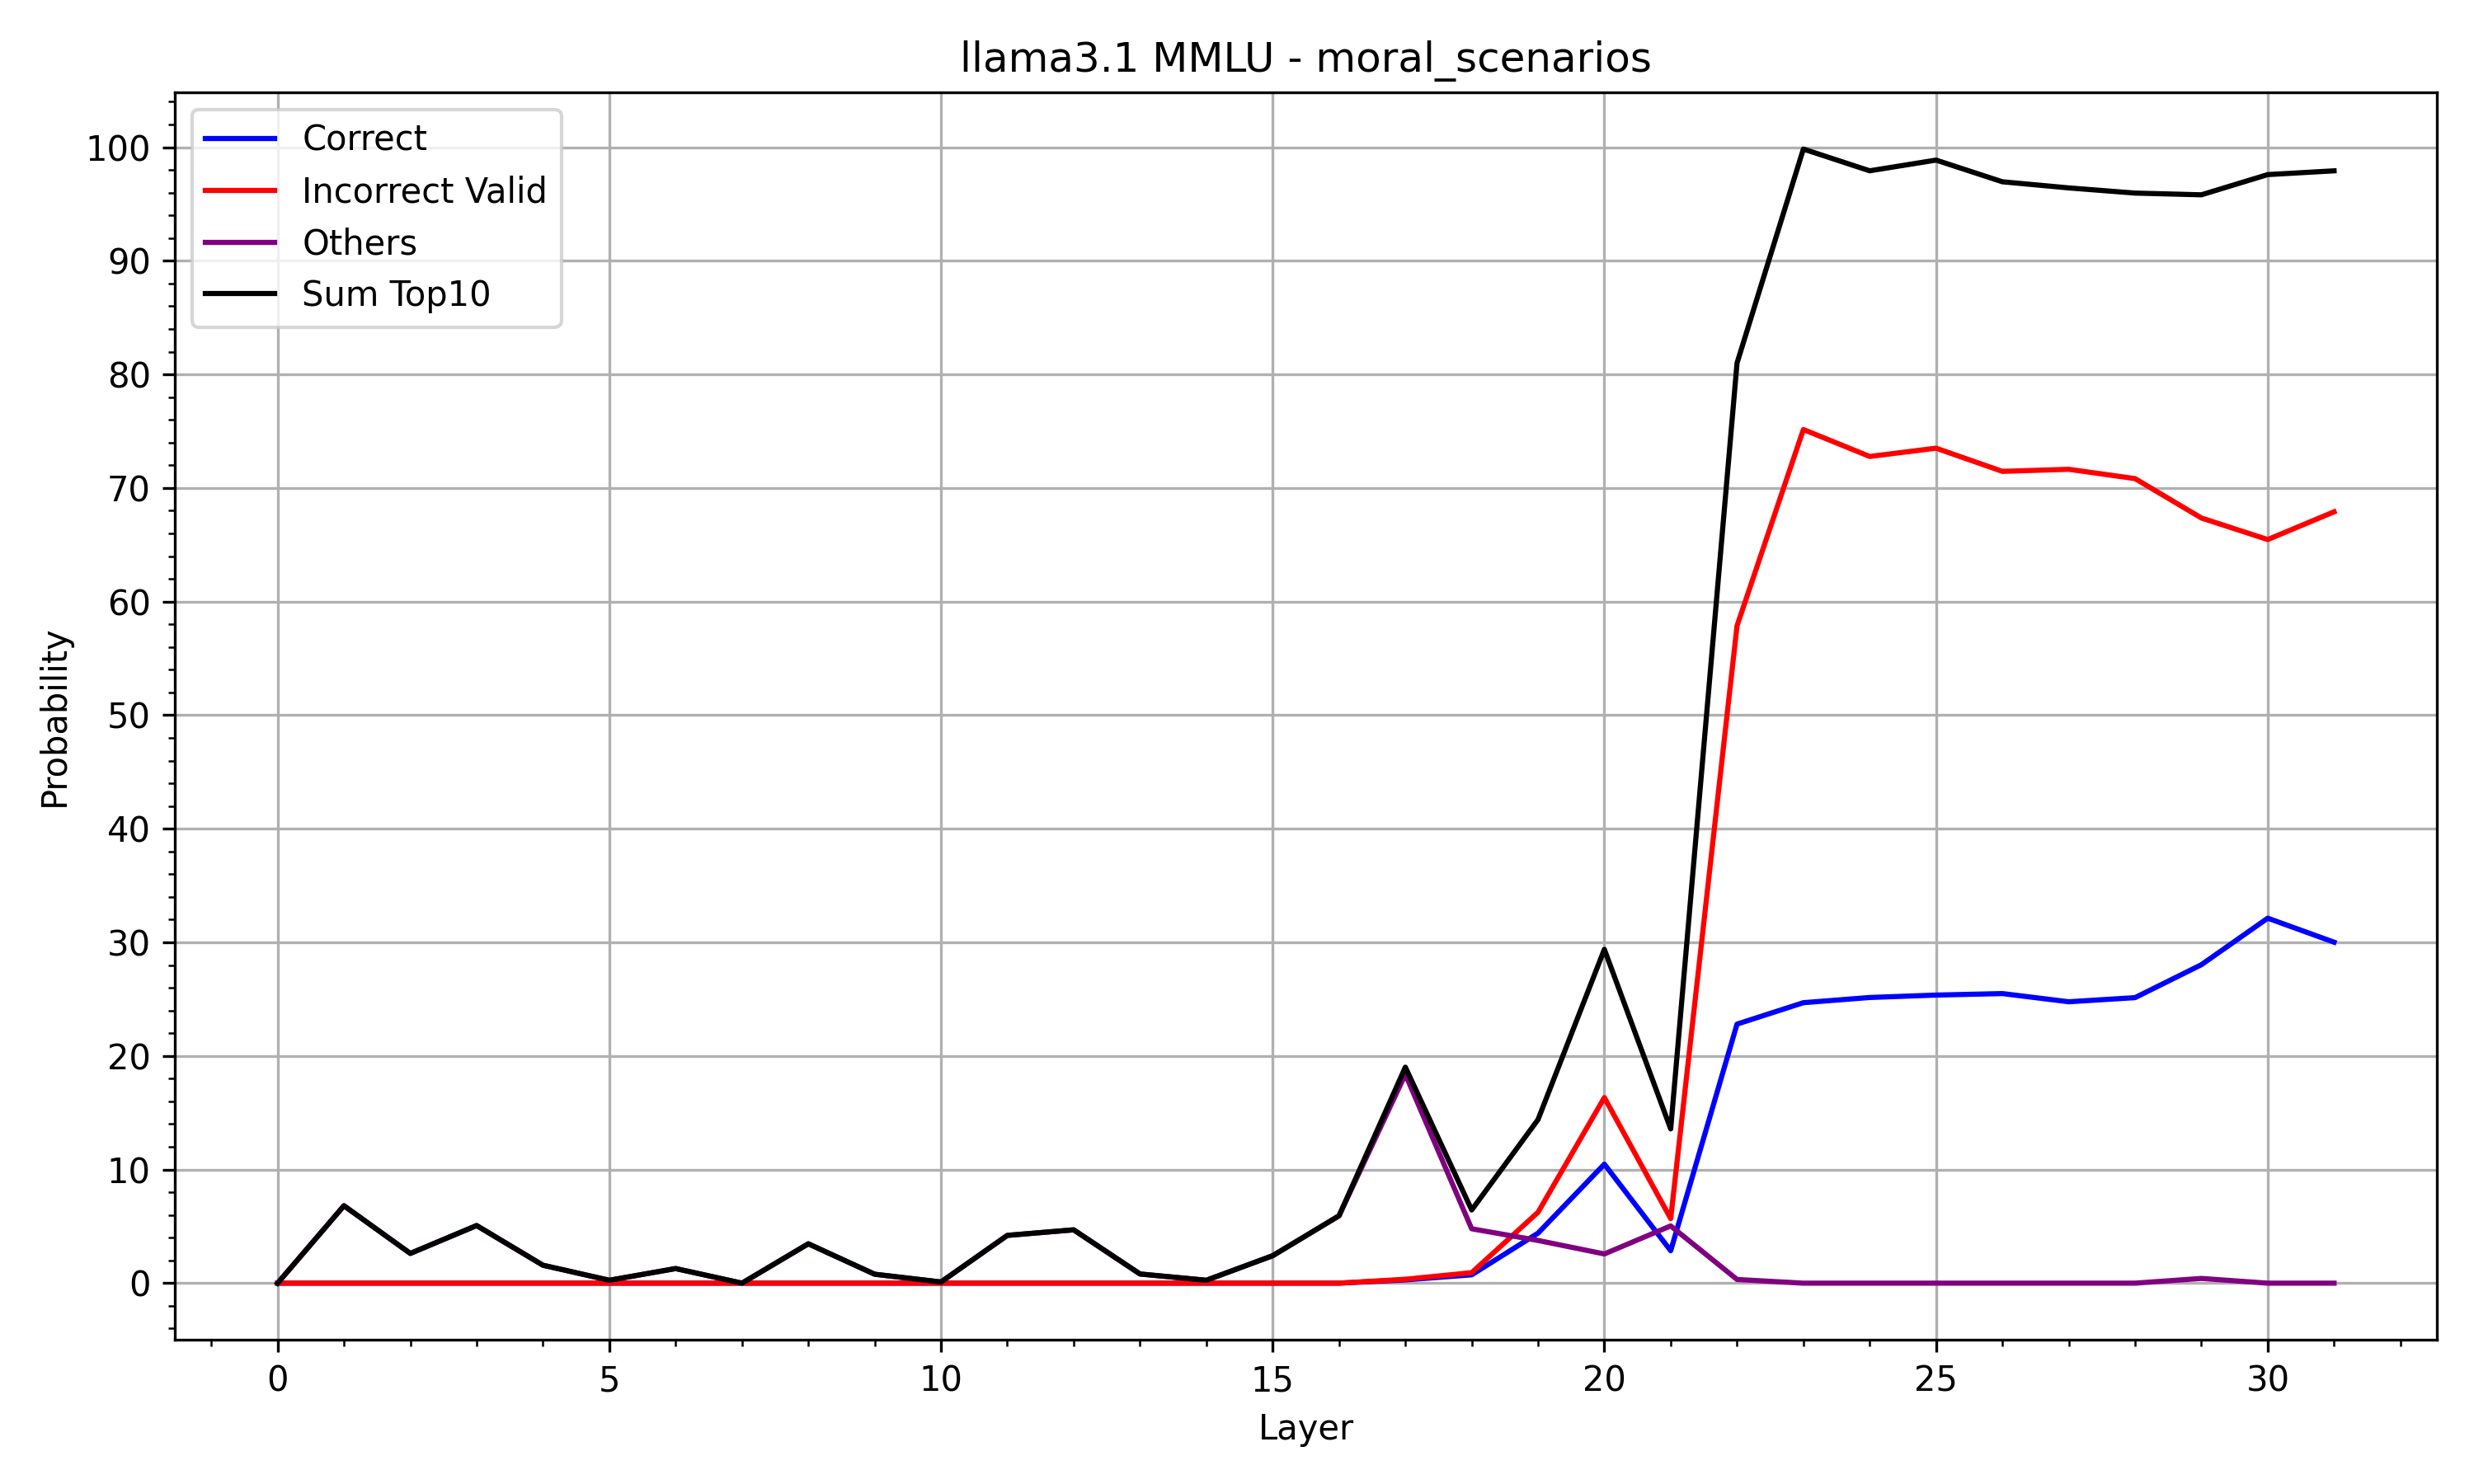 llama3.1 MMLU - moral_scenarios
Correct
Incorrect Valid
Others
Sum Top10
100
90
80
70
60
50
40
30
20
10
0
Probability
0 5 10 15 20 25 30
Layer